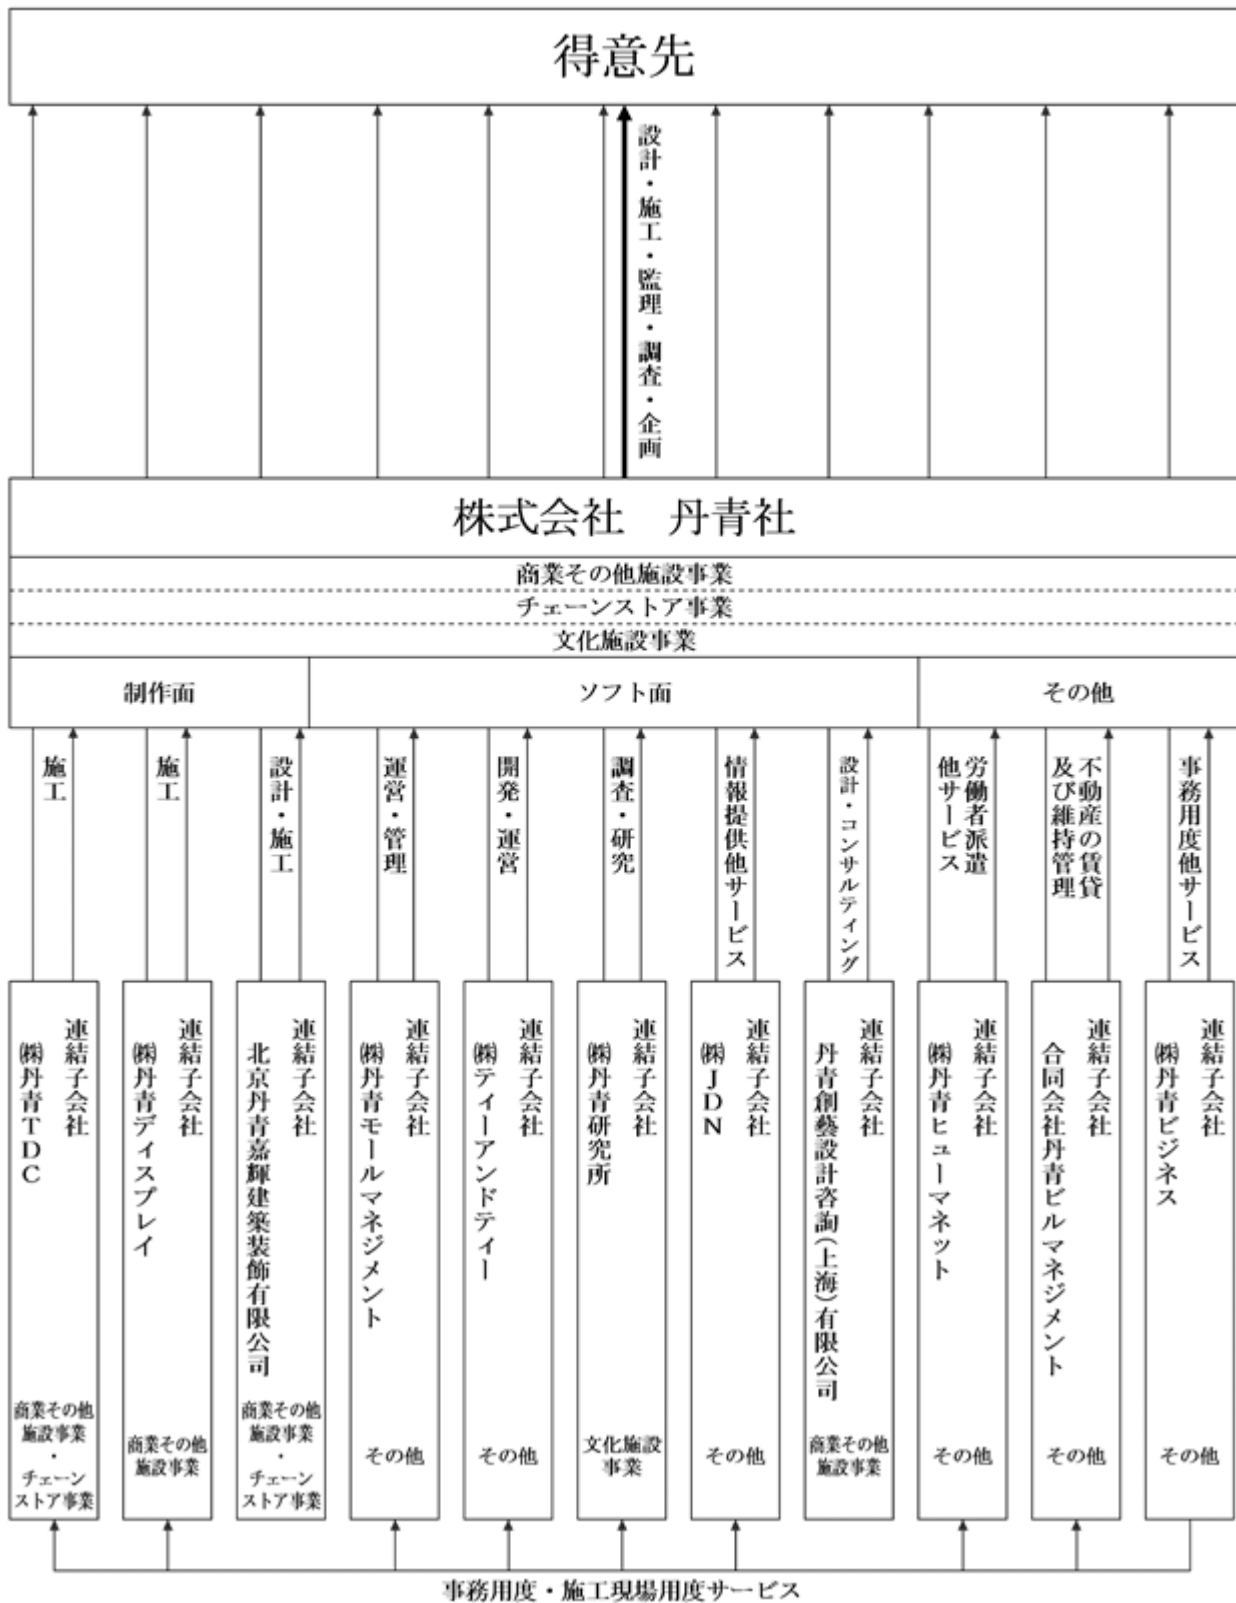 得意先
設計・施工・監理・調査・企画
株式会社　丹青社
商業その他施設事業
チェーンストア事業
文化施設事業
制作面
ソフト面
その他
施工
施工
設計・施工
運営・管理
開発・運営
調査・研究
情報提供他サービス
設計・コンサルティング
労働者派遣
他サービス
不動産の賃貸
及び維持管理
事務用度他サービス
連結子会社
㈱丹青TDC
商業その他
施設事業
・
チェーン
ストア事業
連結子会社
㈱丹青ディスプレイ
商業その他
施設事業
連結子会社
北京丹青嘉輝建築装飾有限公司
商業その他
施設事業
・
チェーン
ストア事業
連結子会社
㈱丹青モールマネジメント
その他
連結子会社
㈱ティーアンドティー
その他
連結子会社
㈱丹青研究所
文化施設
事業
連結子会社
㈱JDN
その他
連結子会社
丹青創藝設計咨詢(上海)有限公司
商業その他
施設事業
連結子会社
㈱丹青ヒューマネット
その他
連結子会社
合同会社丹青ビルマネジメント
その他
連結子会社
㈱丹青ビジネス
その他
事務用度・施工現場用度サービス